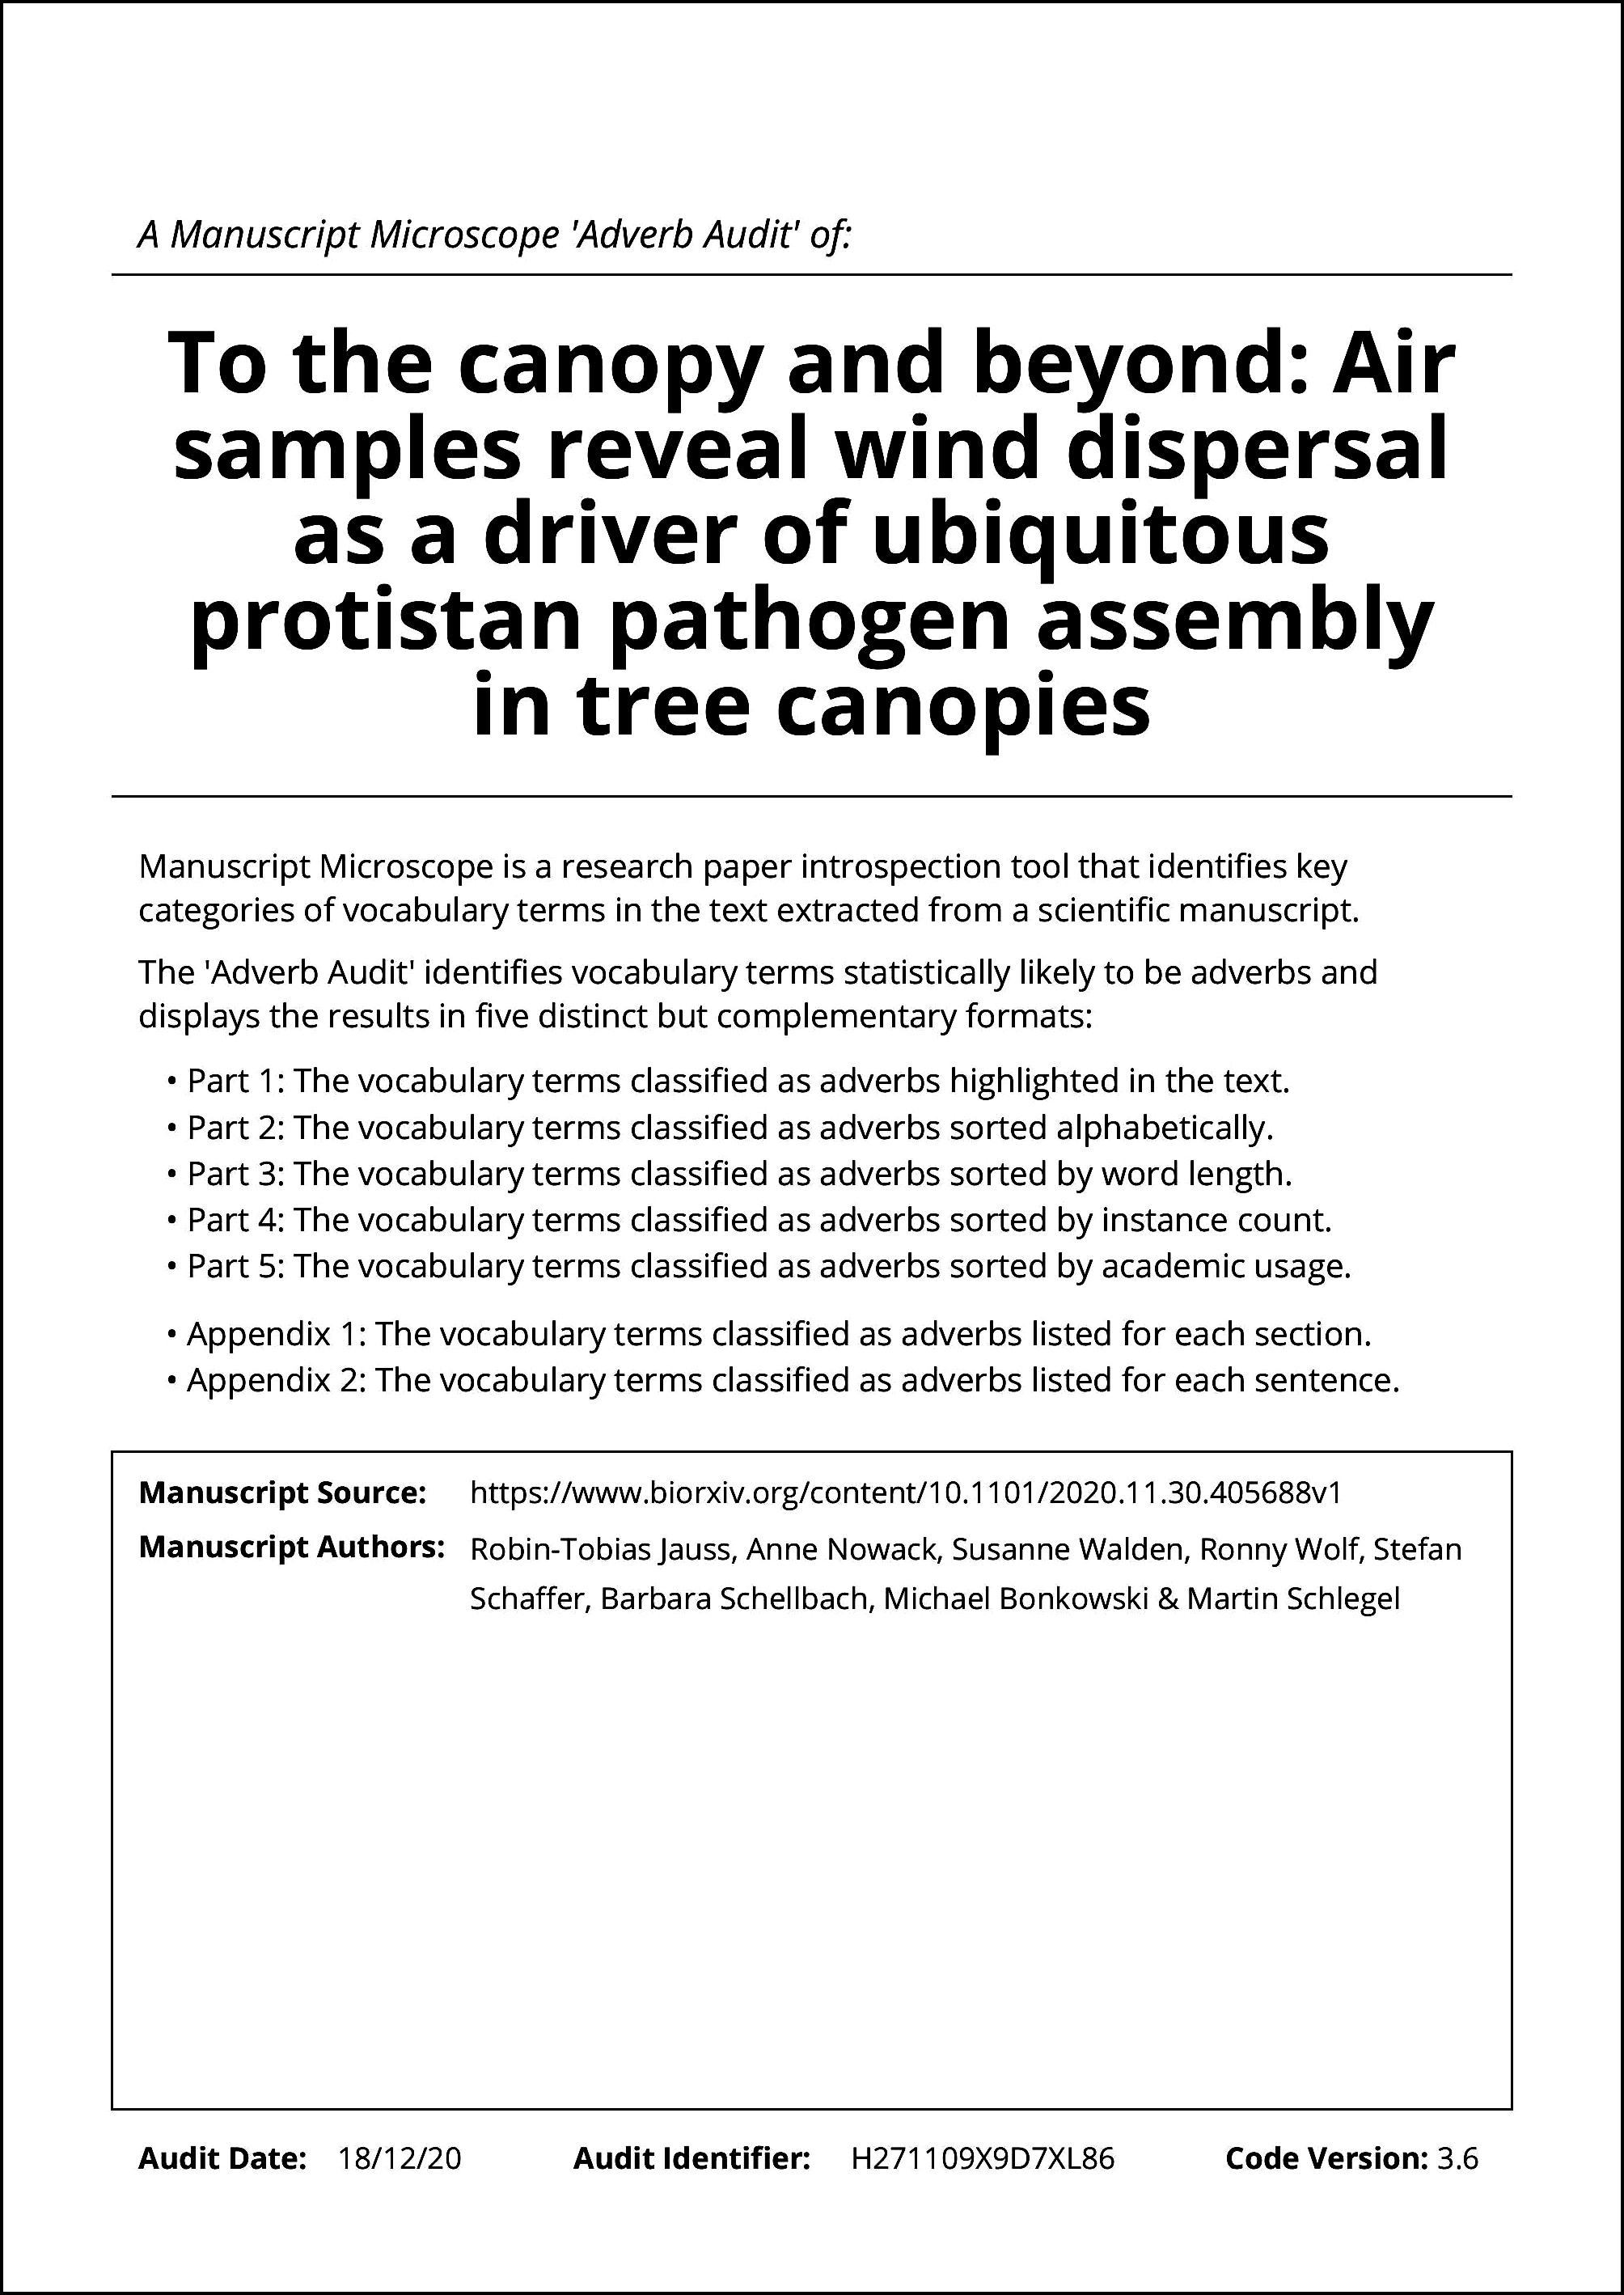 A Manuscript Microscope 'Adverb Audit' of:
To the canopy and beyond: Air
samples reveal wind dispersal
as a driver of ubiquitous
protistan pathogen assembly
in tree canopies
Manuscript Microscope is a research paper introspection tool that identifies key
categories of vocabulary terms in the text extracted from a scientific manuscript.
The 'Adverb Audit' identifies vocabulary terms statistically likely to be adverbs and
displays the results in five distinct but complementary formats:
• Part 1: The vocabulary terms classified as adverbs highlighted in the text.
• Part 2: The vocabulary terms classified as adverbs sorted alphabetically.
• Part 3: The vocabulary terms classified as adverbs sorted by word length.
• Part 4: The vocabulary terms classified as adverbs sorted by instance count.
• Part 5: The vocabulary terms classified as adverbs sorted by academic usage.
• Appendix 1: The vocabulary terms classified as adverbs listed for each section.
• Appendix 2: The vocabulary terms classified as adverbs listed for each sentence.
Manuscript Source: https://www.biorxiv.org/content/10.1101/2020.11.30.405688v1
Manuscript Authors: Robin-Tobias Jauss, Anne Nowack, Susanne Walden, Ronny Wolf, Stefan
Schaffer, Barbara Schellbach, Michael Bonkowski & Martin Schlegel
Audit Date: 18/12/20 Audit Identifier: H271109X9D7XL86 Code Version: 3.6